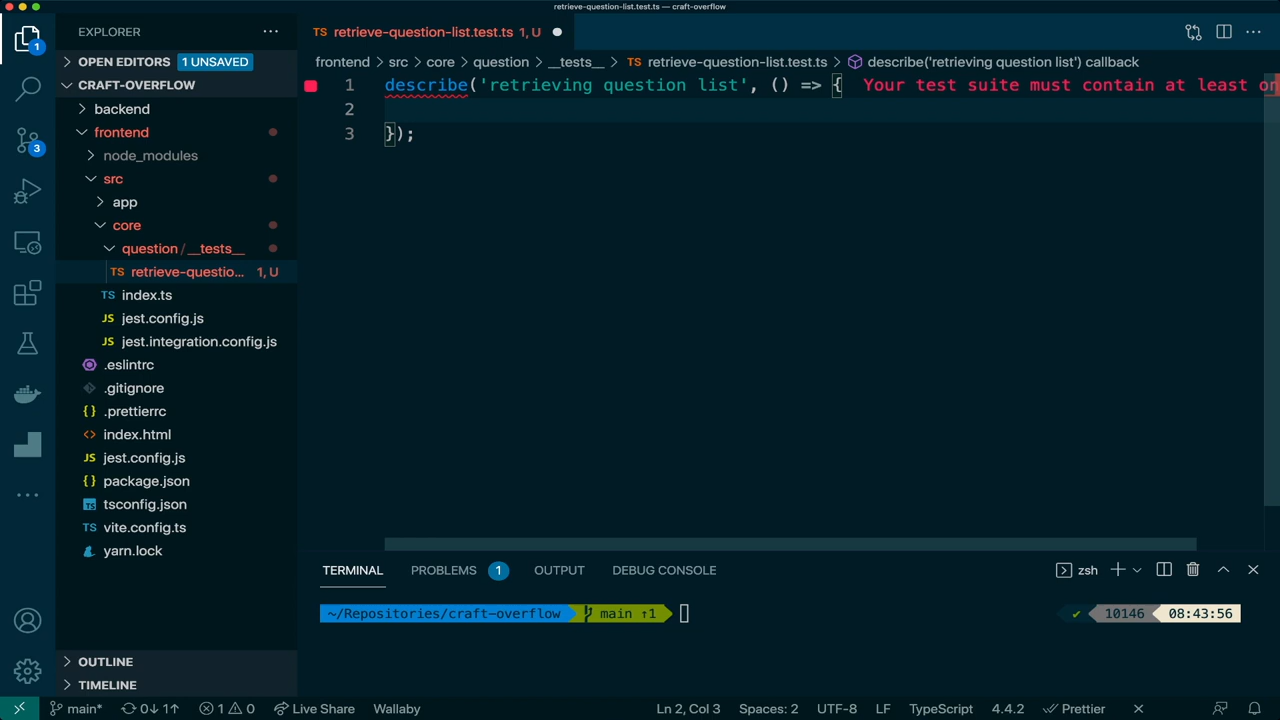 retrieve-question-list.test.ts — craft-overflow
EXPLORER
TS retrieve-question-list.test.ts 1, U
OPEN EDITORS 1 UNSAVED
frontend > src > core > question > __tests__ > TS retrieve-question-list.test.ts > describe('retrieving question list') callback
CRAFT-OVERFLOW
backend
frontend
node_modules
src
app
core
question / __tests__
TS retrieve-questio... 1, U
TS index.ts
JS jest.config.js
JS jest.integration.config.js
.eslintrc
.gitignore
{} .prettierrc
<> index.html
JS jest.config.js
{} package.json
TS tsconfig.json
TS vite.config.ts
yarn.lock
OUTLINE
TIMELINE
1
3
1 describe('retrieving question list', () => { Your test suite must contain at least on
2
3 });
TERMINAL PROBLEMS 1 OUTPUT DEBUG CONSOLE zsh
~/Repositories/craft-overflow main ↑1 ✓ 10146 08:43:56
main* 0↓ 1↑ 1 0 Live Share Wallaby Ln 2, Col 3 Spaces: 2 UTF-8 LF TypeScript 4.4.2 Prettier